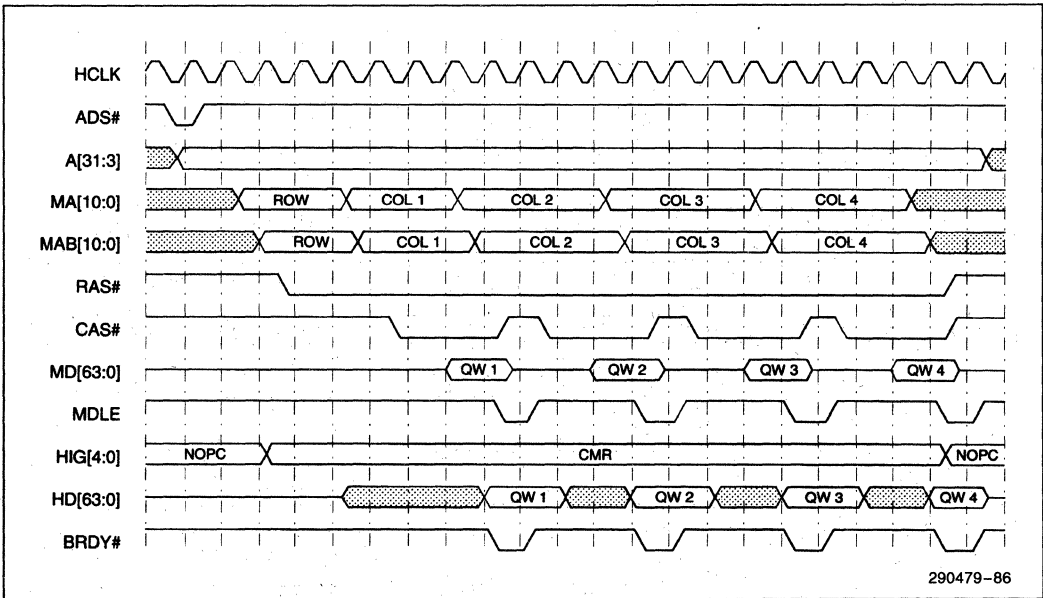 HCLK
ADS#
A[31:3]
MA[10:0] ROW COL 1 COL 2 COL 3 COL 4
MAB[10:0] ROW COL 1 COL 2 COL 3 COL 4
RAS#
CAS#
MD[63:0] QW 1 QW 2 QW 3 QW 4
MDLE
HIG[4:0] NOPC CMR NOPC
HD[63:0] QW 1 QW 2 QW 3 QW 4
BRDY#
290479-86